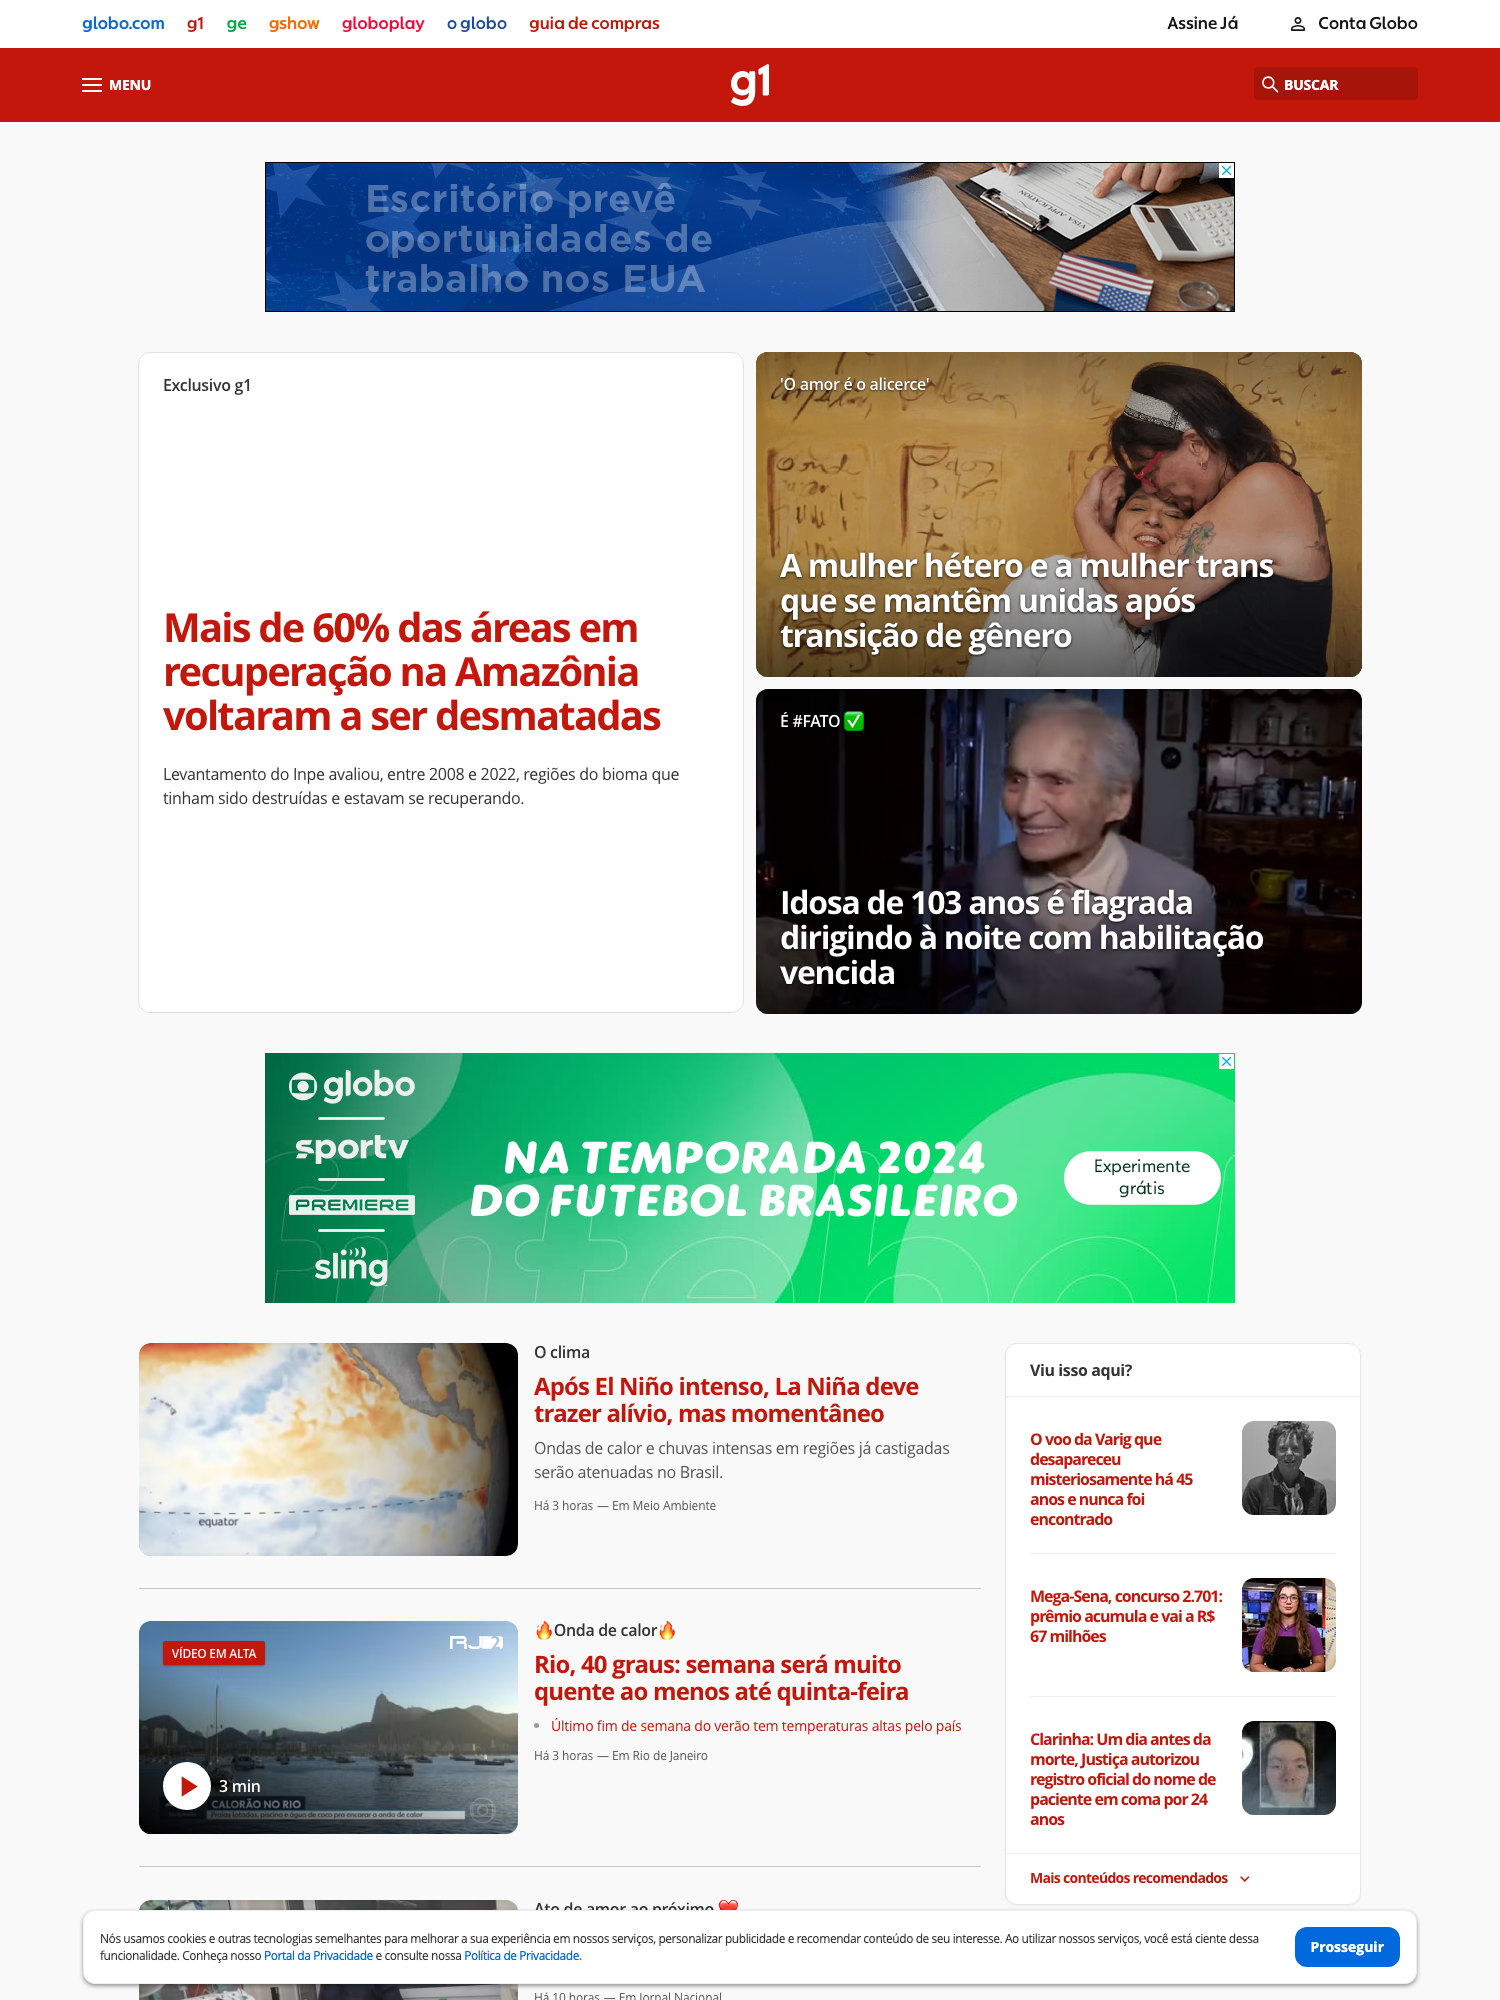 globo.com g1 ge gshow globoplay o globo guia de compras Assine Já Conta Globo
MENU g1 BUSCAR
Escritório prevê
oportunidades de
trabalho nos EUA
VISA APPLICATION
Exclusivo g1
Mais de 60% das áreas em
recuperação na Amazônia
voltaram a ser desmatadas
Levantamento do Inpe avaliou, entre 2008 e 2022, regiões do bioma que
tinham sido destruídas e estavam se recuperando.
'O amor é o alicerce'
A mulher hétero e a mulher trans
que se mantêm unidas após
transição de gênero
É #FATO ✅
Idosa de 103 anos é flagrada
dirigindo à noite com habilitação
vencida
globo
sportv
PREMIERE
sling
NA TEMPORADA 2024
DO FUTEBOL BRASILEIRO
Experimente
grátis
equator
O clima
Após El Niño intenso, La Niña deve
trazer alívio, mas momentâneo
Ondas de calor e chuvas intensas em regiões já castigadas
serão atenuadas no Brasil.
Há 3 horas — Em Meio Ambiente
VÍDEO EM ALTA
RJ2
3 min
CALORÃO NO RIO
Praias lotadas, piscina e água de coco pra encarar a onda de calor
🔥Onda de calor🔥
Rio, 40 graus: semana será muito
quente ao menos até quinta-feira
• Último fim de semana do verão tem temperaturas altas pelo país
Há 3 horas — Em Rio de Janeiro
Ato de amor ao próximo ❤️
Há 10 horas — Em Jornal Nacional
Viu isso aqui?
O voo da Varig que
desapareceu
misteriosamente há 45
anos e nunca foi
encontrado
Mega-Sena, concurso 2.701:
prêmio acumula e vai a R$
67 milhões
Clarinha: Um dia antes da
morte, Justiça autorizou
registro oficial do nome de
paciente em coma por 24
anos
Mais conteúdos recomendados
Nós usamos cookies e outras tecnologias semelhantes para melhorar a sua experiência em nossos serviços, personalizar publicidade e recomendar conteúdo de seu interesse. Ao utilizar nossos serviços, você está ciente dessa
funcionalidade. Conheça nosso Portal da Privacidade e consulte nossa Política de Privacidade.
Prosseguir